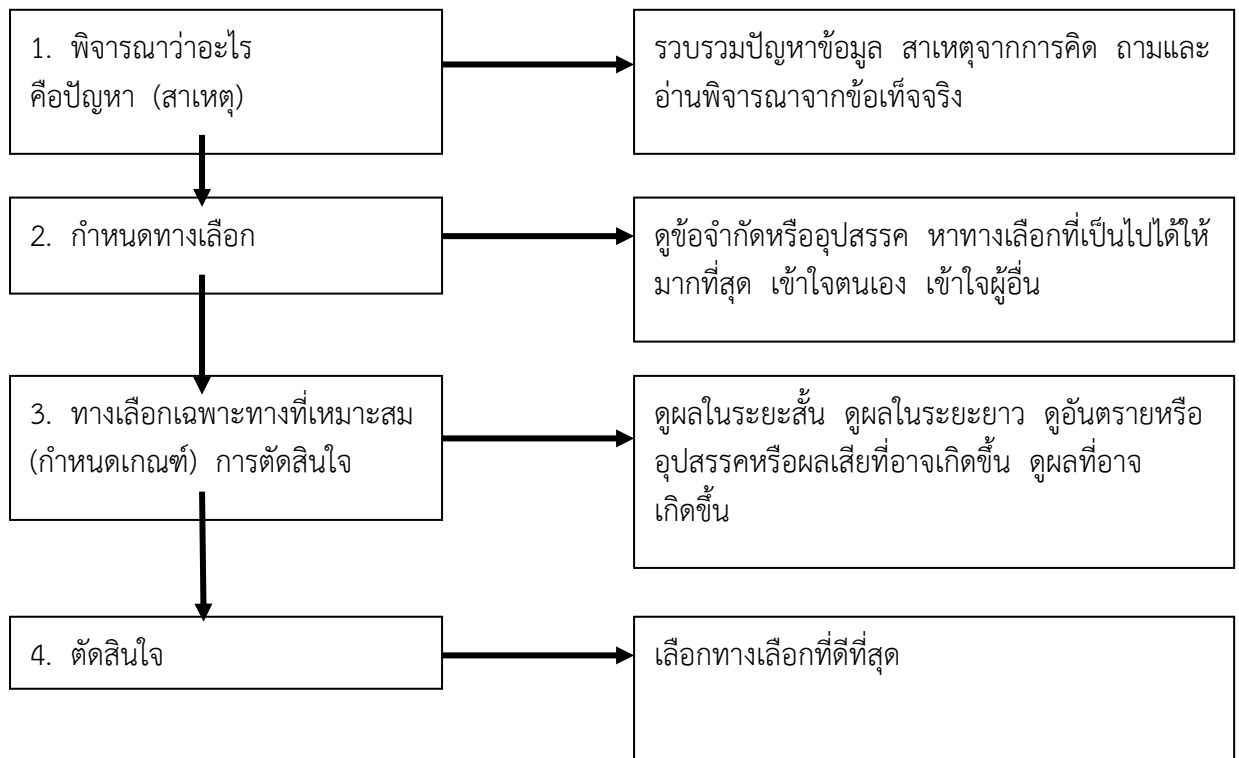 1. พิจารณาว่าอะไร
คือปัญหา (สาเหตุ)
รวบรวมปัญหาข้อมูล สาเหตุจากการคิด ถามและ
อ่านพิจารณาจากข้อเท็จจริง
2. กำหนดทางเลือก
ดูข้อจำกัดหรืออุปสรรค หาทางเลือกที่เป็นไปได้ให้
มากที่สุด เข้าใจตนเอง เข้าใจผู้อื่น
3. ทางเลือกเฉพาะทางที่เหมาะสม
(กำหนดเกณฑ์) การตัดสินใจ
ดูผลในระยะสั้น ดูผลในระยะยาว ดูอันตรายหรือ
อุปสรรคหรือผลเสียที่อาจเกิดขึ้น ดูผลที่อาจ
เกิดขึ้น
4. ตัดสินใจ
เลือกทางเลือกที่ดีที่สุด